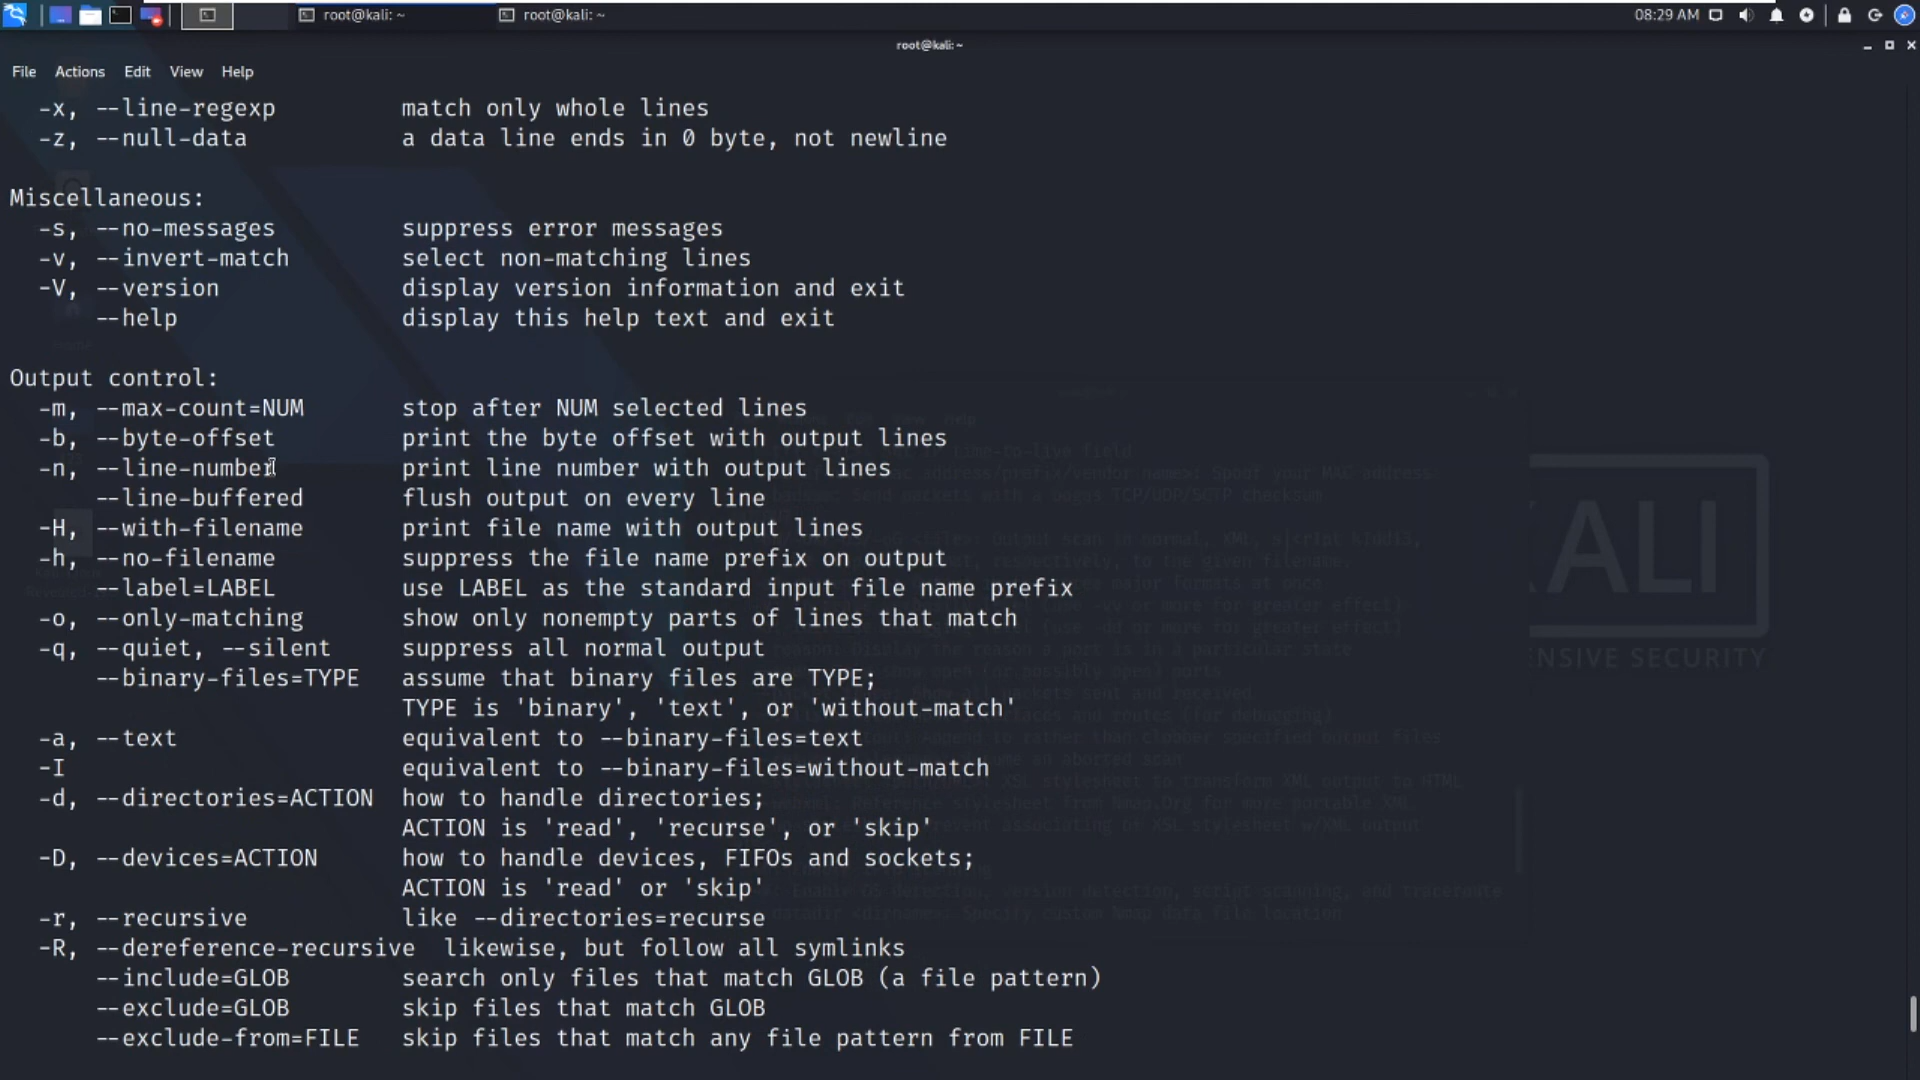 root@kali: ~
root@kali: ~
08:29 AM
root@kali: ~
File Actions Edit View Help
-x, --line-regexp match only whole lines
-z, --null-data a data line ends in 0 byte, not newline
Miscellaneous:
-s, --no-messages suppress error messages
-v, --invert-match select non-matching lines
-V, --version display version information and exit
--help display this help text and exit
Output control:
-m, --max-count=NUM stop after NUM selected lines
-b, --byte-offset print the byte offset with output lines
-n, --line-number print line number with output lines
--line-buffered flush output on every line
-H, --with-filename print file name with output lines
-h, --no-filename suppress the file name prefix on output
--label=LABEL use LABEL as the standard input file name prefix
-o, --only-matching show only nonempty parts of lines that match
-q, --quiet, --silent suppress all normal output
--binary-files=TYPE assume that binary files are TYPE;
TYPE is 'binary', 'text', or 'without-match'
-a, --text equivalent to --binary-files=text
-I equivalent to --binary-files=without-match
-d, --directories=ACTION how to handle directories;
ACTION is 'read', 'recurse', or 'skip'
-D, --devices=ACTION how to handle devices, FIFOs and sockets;
ACTION is 'read' or 'skip'
-r, --recursive like --directories=recurse
-R, --dereference-recursive likewise, but follow all symlinks
--include=GLOB search only files that match GLOB (a file pattern)
--exclude=GLOB skip files that match GLOB
--exclude-from=FILE skip files that match any file pattern from FILE
KALI
ENSIVE SECURITY